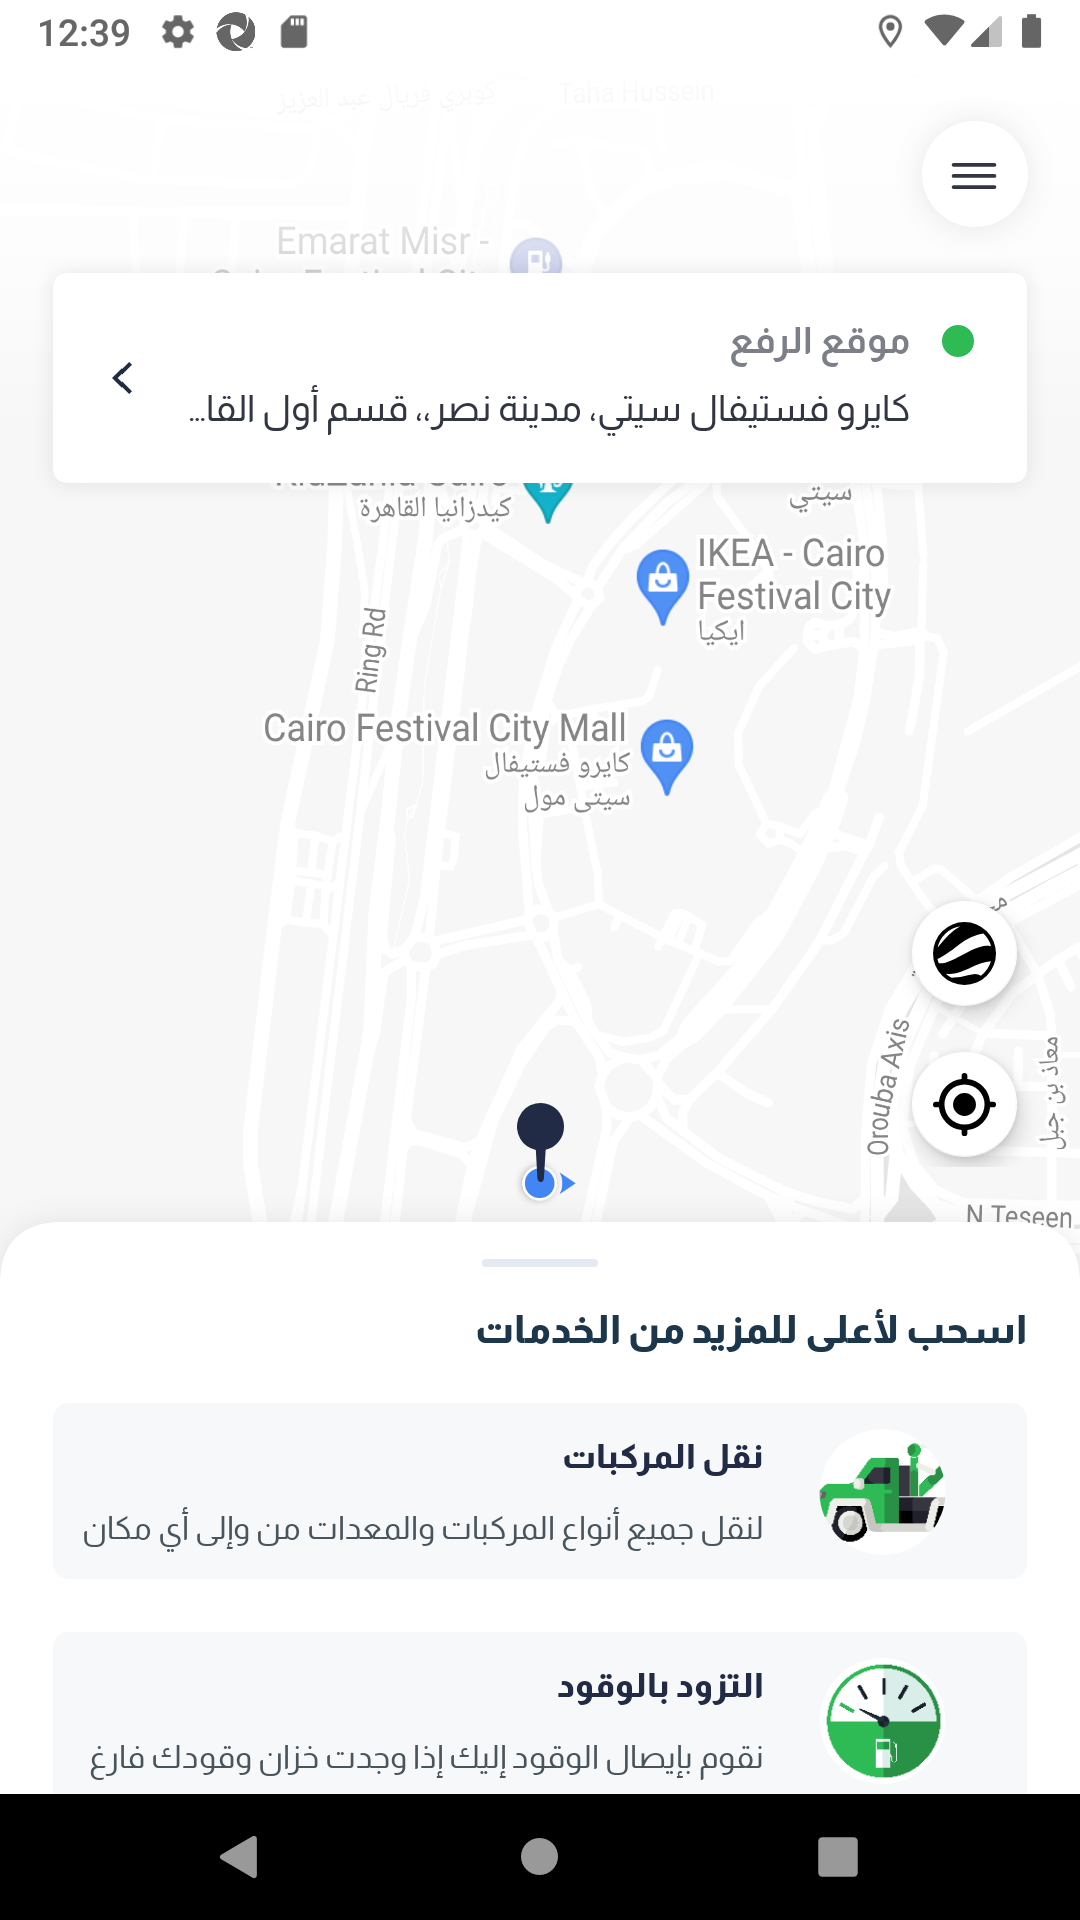 12:39
كوبري فريال عبد العزيز
Taha Hussein
Emarat Misr -
موقع الرفع
كايرو فستيفال سيتي، مدينة نصر،، قسم أول القا...
سيتي
كيدزانيا القاهرة
IKEA - Cairo
Festival City
ايكيا
Ring Rd
Cairo Festival City Mall
كايرو فستيفال
سيتى مول
Orouba Axis
معاذ بن جبل
N Teseen
اسحب لأعلى للمزيد من الخدمات
نقل المركبات
لنقل جميع أنواع المركبات والمعدات من وإلى أي مكان
التزود بالوقود
نقوم بإيصال الوقود إليك إذا وجدت خزان وقودك فارغ